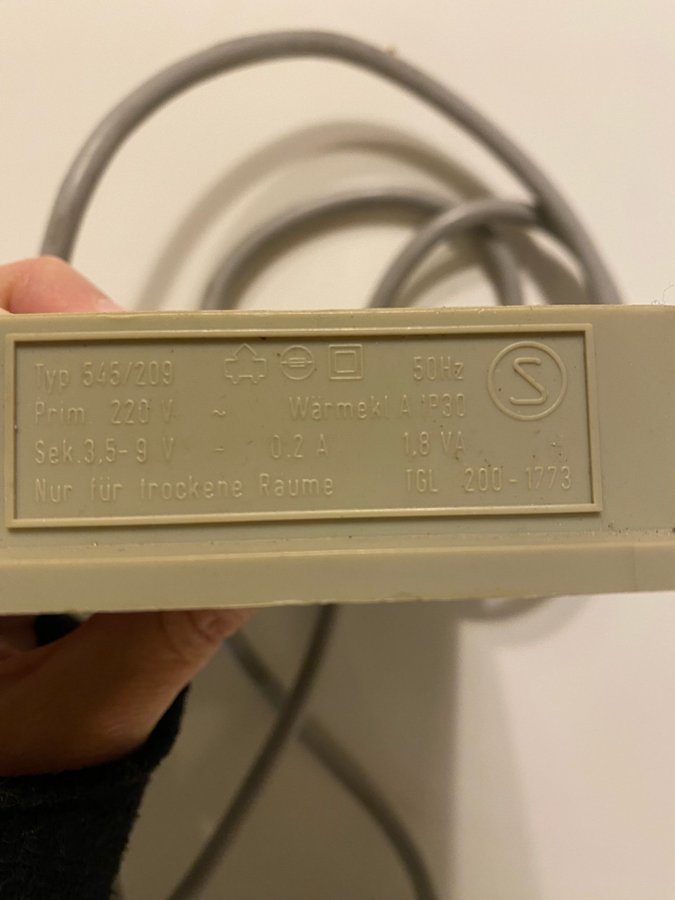 Typ 545/209 50Hz S
Prim. 220 V ~ Wärmekl A IP30
Sek. 3,5-9 V - 0.2 A 1,8 VA
Nur für trockene Räume TGL 200-1773